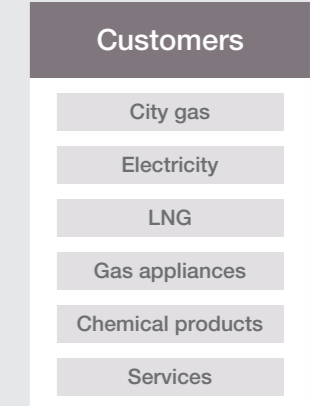 Customers
City gas
Electricity
LNG
Gas appliances
Chemical products
Services